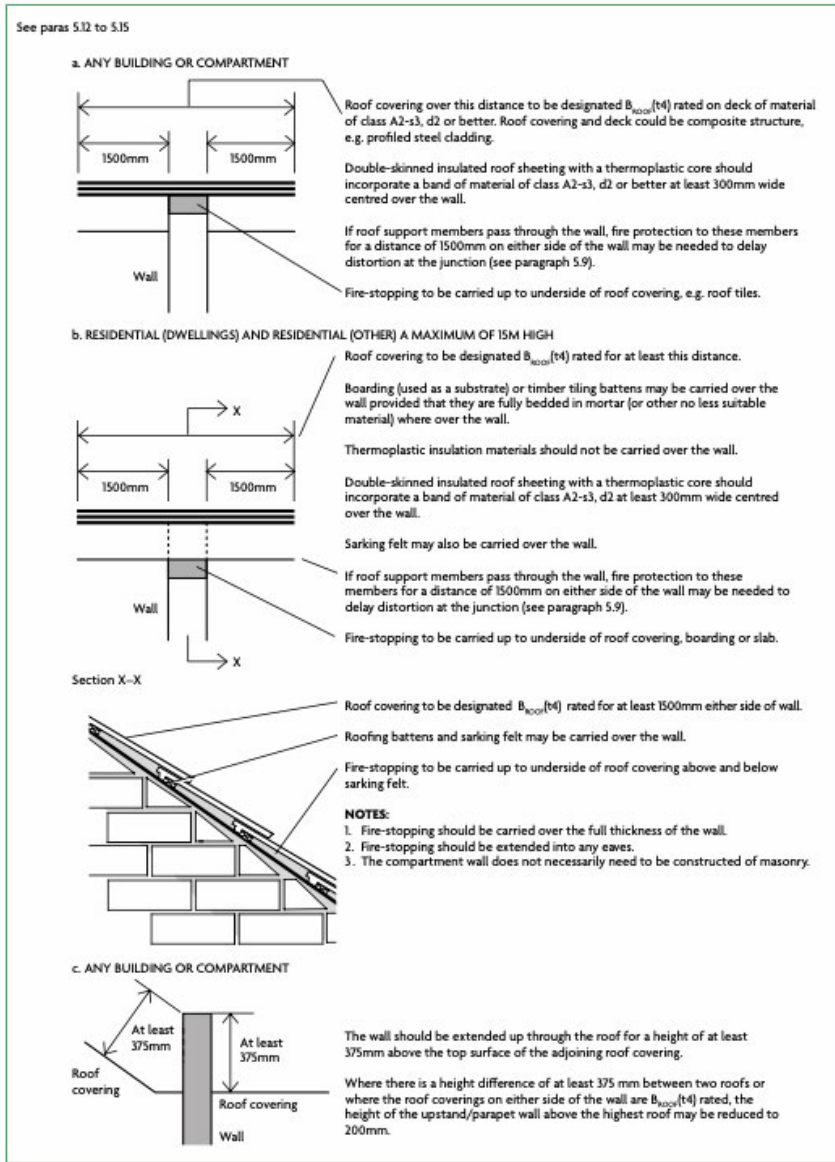 See paras 5.12 to 5.15
a. ANY BUILDING OR COMPARTMENT
Roof covering over this distance to be designated B_ROOF(t4) rated on deck of material
of class A2-s3, d2 or better. Roof covering and deck could be composite structure,
e.g. profiled steel cladding.
1500mm
1500mm
Double-skinned insulated roof sheeting with a thermoplastic core should
incorporate a band of material of class A2-s3, d2 or better at least 300mm wide
centred over the wall.
If roof support members pass through the wall, fire protection to these members
for a distance of 1500mm on either side of the wall may be needed to delay
distortion at the junction (see paragraph 5.9).
Wall
Fire-stopping to be carried up to underside of roof covering, e.g. roof tiles.
b. RESIDENTIAL (DWELLINGS) AND RESIDENTIAL (OTHER) A MAXIMUM OF 15M HIGH
Roof covering to be designated B_ROOF(t4) rated for at least this distance.
Boarding (used as a substrate) or timber tiling battens may be carried over the
wall provided that they are fully bedded in mortar (or other no less suitable
material) where over the wall.
X
Thermoplastic insulation materials should not be carried over the wall.
1500mm
1500mm
Double-skinned insulated roof sheeting with a thermoplastic core should
incorporate a band of material of class A2-s3, d2 at least 300mm wide centred
over the wall.
Sarking felt may also be carried over the wall.
If roof support members pass through the wall, fire protection to these
members for a distance of 1500mm on either side of the wall may be needed to
delay distortion at the junction (see paragraph 5.9).
Wall
Fire-stopping to be carried up to underside of roof covering, boarding or slab.
X
Section X–X
Roof covering to be designated B_ROOF(t4) rated for at least 1500mm either side of wall.
Roofing battens and sarking felt may be carried over the wall.
Fire-stopping to be carried up to underside of roof covering above and below
sarking felt.
NOTES:
1. Fire-stopping should be carried over the full thickness of the wall.
2. Fire-stopping should be extended into any eaves.
3. The compartment wall does not necessarily need to be constructed of masonry.
c. ANY BUILDING OR COMPARTMENT
At least
375mm
At least
375mm
Roof
covering
Roof covering
Wall
The wall should be extended up through the roof for a height of at least
375mm above the top surface of the adjoining roof covering.
Where there is a height difference of at least 375 mm between two roofs or
where the roof coverings on either side of the wall are B_ROOF(t4) rated, the
height of the upstand/parapet wall above the highest roof may be reduced to
200mm.